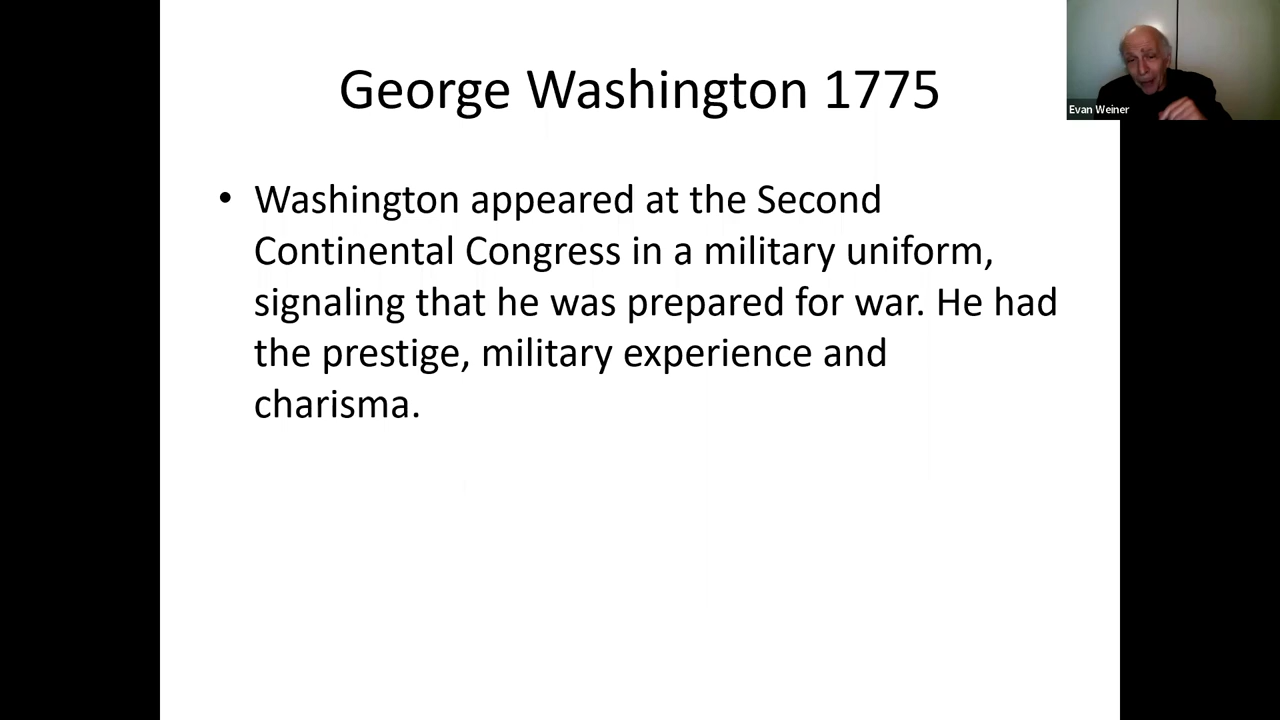 George Washington 1775
Evan Weiner
• Washington appeared at the Second
Continental Congress in a military uniform,
signaling that he was prepared for war. He had
the prestige, military experience and
charisma.